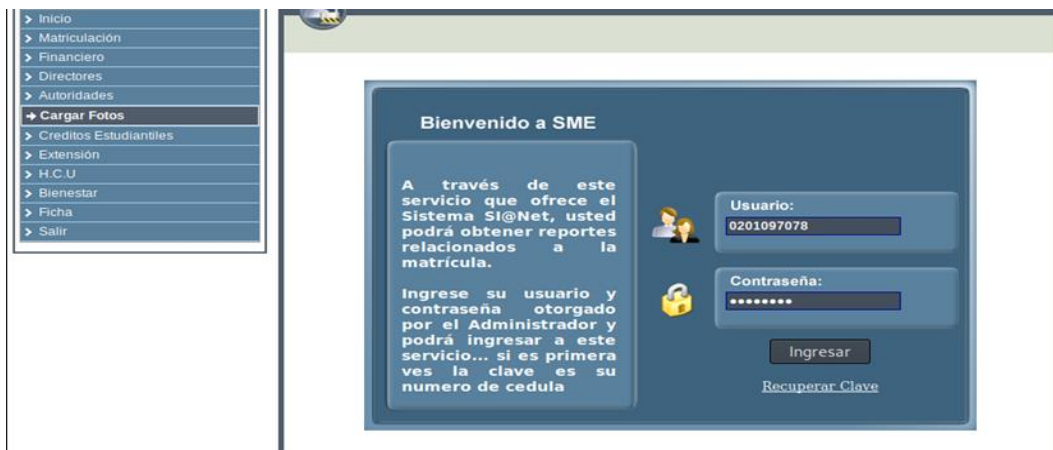 Inicio
Matriculación
Financiero
Directores
Autoridades
Cargar Fotos
Creditos Estudiantiles
Extensión
H.C.U
Bienestar
Ficha
Salir
Bienvenido a SME
A través de este
servicio que ofrece el
Sistema SI@Net, usted
podrá obtener reportes
relacionados a la
matrícula.
Ingrese su usuario y
contraseña otorgado
por el Administrador y
podrá ingresar a este
servicio... si es primera
ves la clave es su
numero de cedula
Usuario:
0201097078
Contraseña:
••••••••
Ingresar
Recuperar Clave